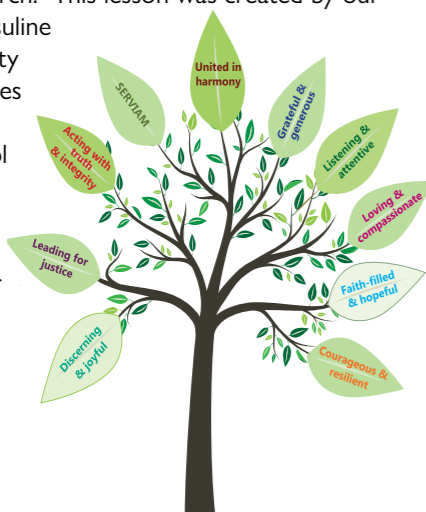 rch. This lesson was created by our
suline
ty
es
ol
.
United in
harmony
SERVIAM
Grateful &
generous
Acting with
truth
& integrity
Listening &
attentive
Loving &
compassionate
Leading for
justice
Faith-filled
& hopeful
Discerning
& joyful
Courageous &
resilient